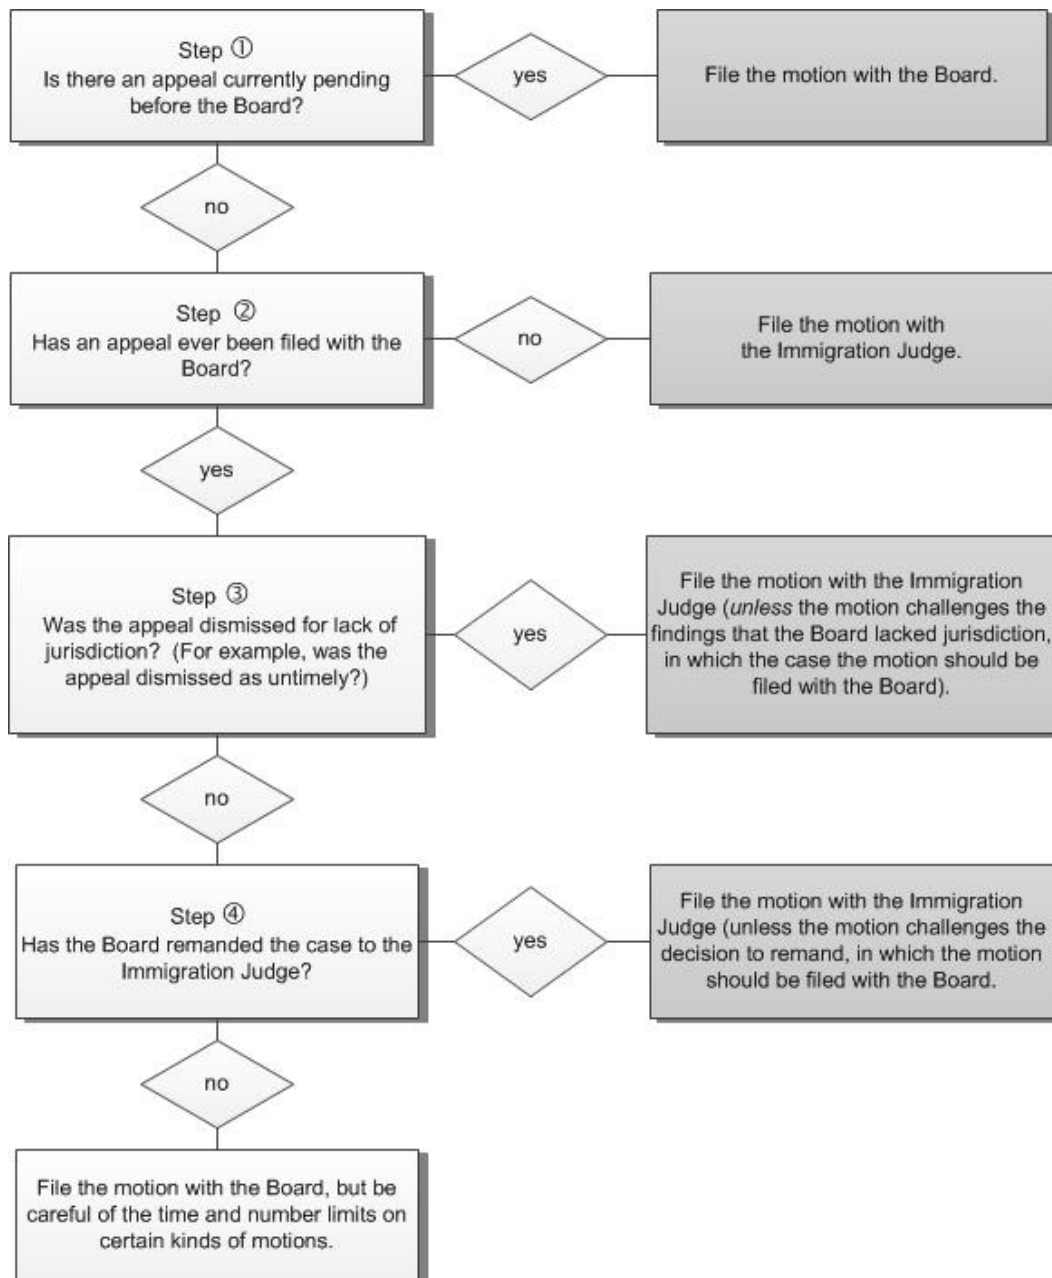 Step ①
Is there an appeal currently pending
before the Board?
yes
File the motion with the Board.
no
Step ②
Has an appeal ever been filed with the
Board?
no
File the motion with
the Immigration Judge.
yes
Step ③
Was the appeal dismissed for lack of
jurisdiction? (For example, was the
appeal dismissed as untimely?)
yes
File the motion with the Immigration
Judge (unless the motion challenges the
findings that the Board lacked jurisdiction,
in which the case the motion should be
filed with the Board).
no
Step ④
Has the Board remanded the case to the
Immigration Judge?
yes
File the motion with the Immigration
Judge (unless the motion challenges the
decision to remand, in which the motion
should be filed with the Board.
no
File the motion with the Board, but be
careful of the time and number limits on
certain kinds of motions.